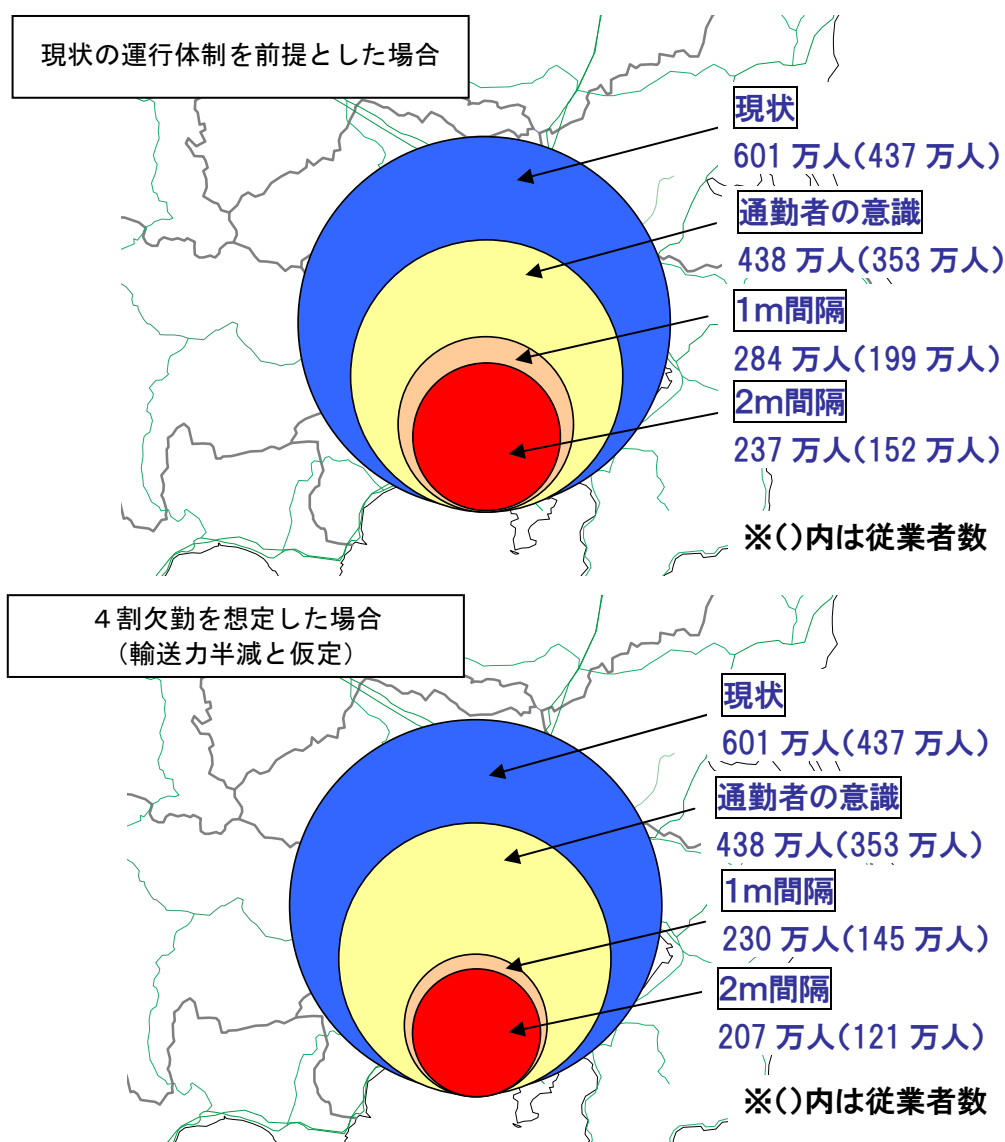 現状の運行体制を前提とした場合
現状
601 万人(437 万人)
通勤者の意識
438 万人(353 万人)
1m間隔
284 万人(199 万人)
2m間隔
237 万人(152 万人)
※()内は従業者数
４割欠勤を想定した場合
（輸送力半減と仮定）
現状
601 万人(437 万人)
通勤者の意識
438 万人(353 万人)
1m間隔
230 万人(145 万人)
2m間隔
207 万人(121 万人)
※()内は従業者数